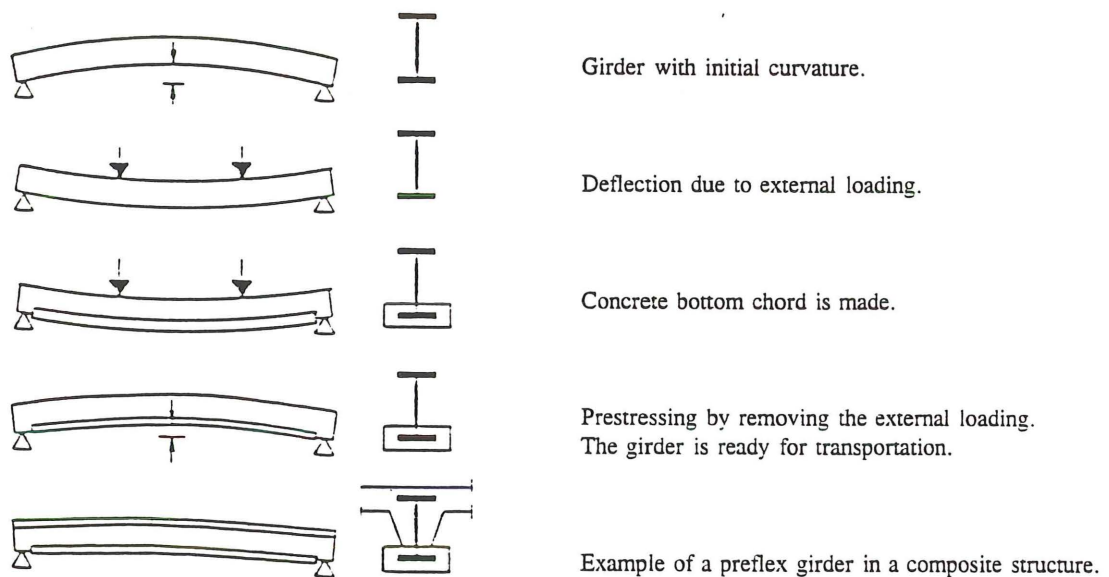 Girder with initial curvature.
Deflection due to external loading.
Concrete bottom chord is made.
Prestressing by removing the external loading.
The girder is ready for transportation.
Example of a preflex girder in a composite structure.